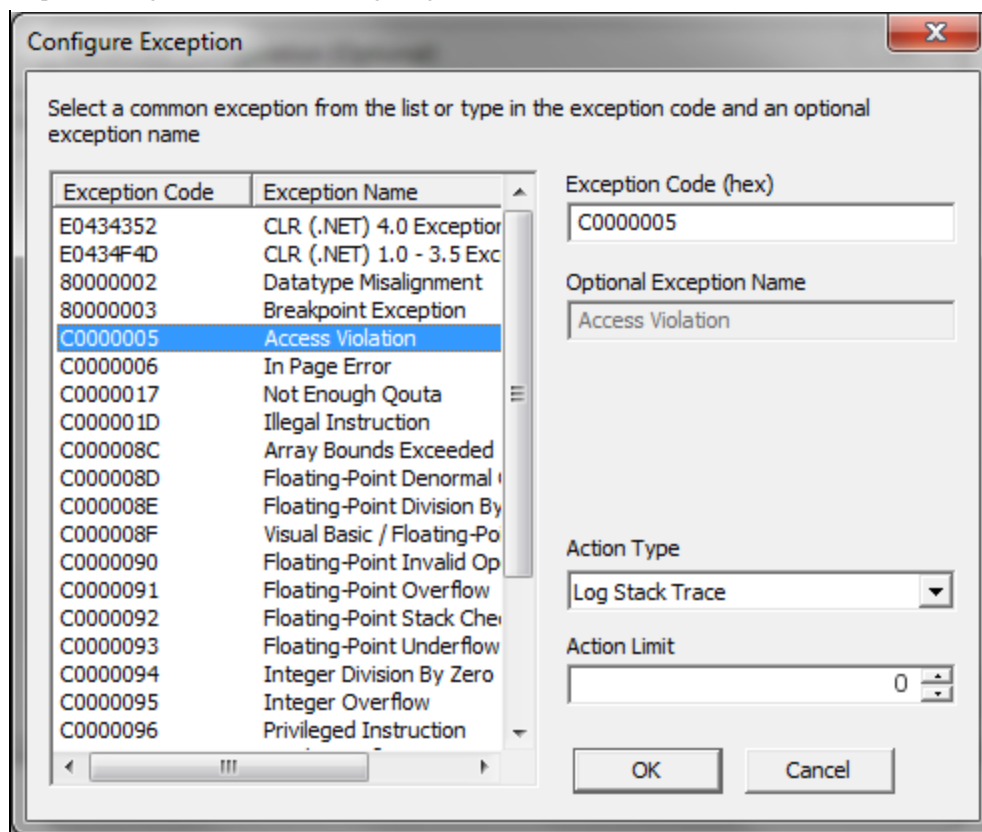 Configure Exception
Select a common exception from the list or type in the exception code and an optional
exception name
Exception Code Exception Name
E0434352 CLR (.NET) 4.0 Exception
E0434F4D CLR (.NET) 1.0 - 3.5 Exc
80000002 Datatype Misalignment
80000003 Breakpoint Exception
C0000005 Access Violation
C0000006 In Page Error
C0000017 Not Enough Qouta
C000001D Illegal Instruction
C000008C Array Bounds Exceeded
C000008D Floating-Point Denormal
C000008E Floating-Point Division By
C000008F Visual Basic / Floating-Po
C0000090 Floating-Point Invalid Op
C0000091 Floating-Point Overflow
C0000092 Floating-Point Stack Che
C0000093 Floating-Point Underflow
C0000094 Integer Division By Zero
C0000095 Integer Overflow
C0000096 Privileged Instruction
Exception Code (hex)
C0000005
Optional Exception Name
Access Violation
Action Type
Log Stack Trace
Action Limit
0
OK Cancel